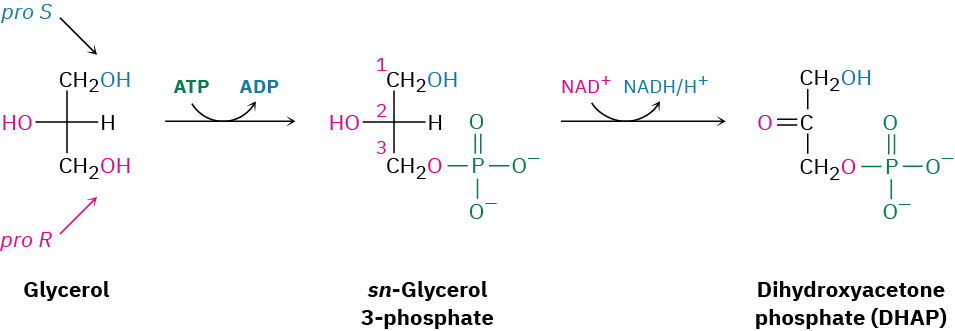 pro S
CH₂OH
HO H
CH₂OH
pro R
Glycerol
ATP ADP
1
CH₂OH
2
HO H
3
CH₂O P O⁻
O
O⁻
sn-Glycerol
3-phosphate
NAD⁺ NADH/H⁺
CH₂OH
O=C
CH₂O P O⁻
O
O⁻
Dihydroxyacetone
phosphate (DHAP)